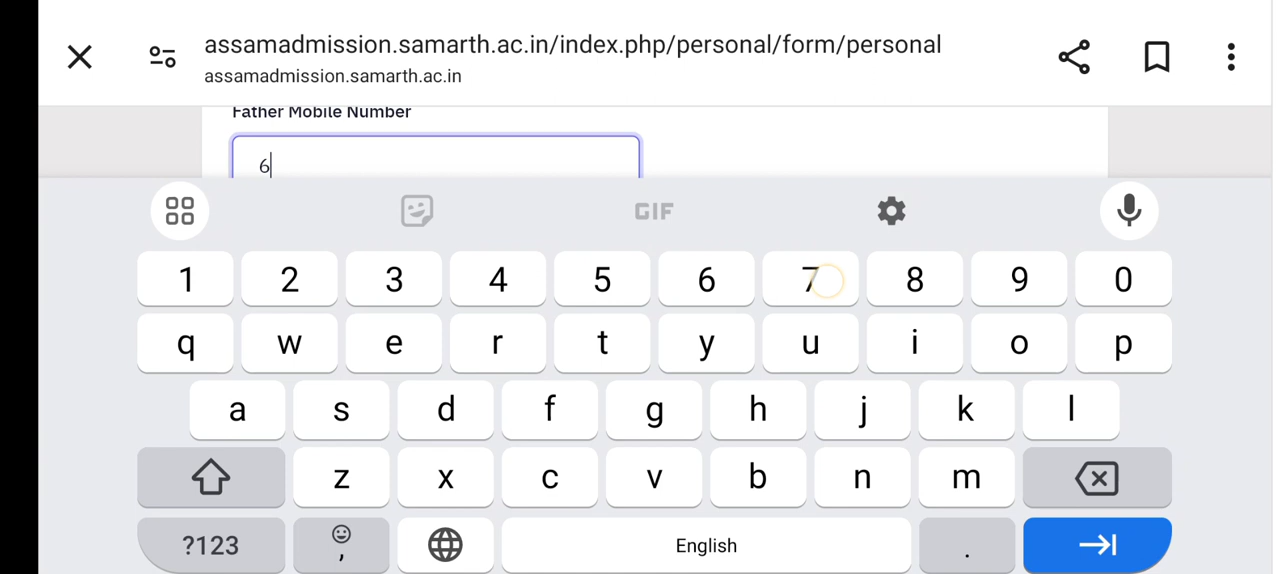 assamadmission.samarth.ac.in/index.php/personal/form/personal
assamadmission.samarth.ac.in
Father Mobile Number
6
GIF
1 2 3 4 5 6 7 8 9 0
q w e r t y u i o p
a s d f g h j k l
z x c v b n m
?123 , English .